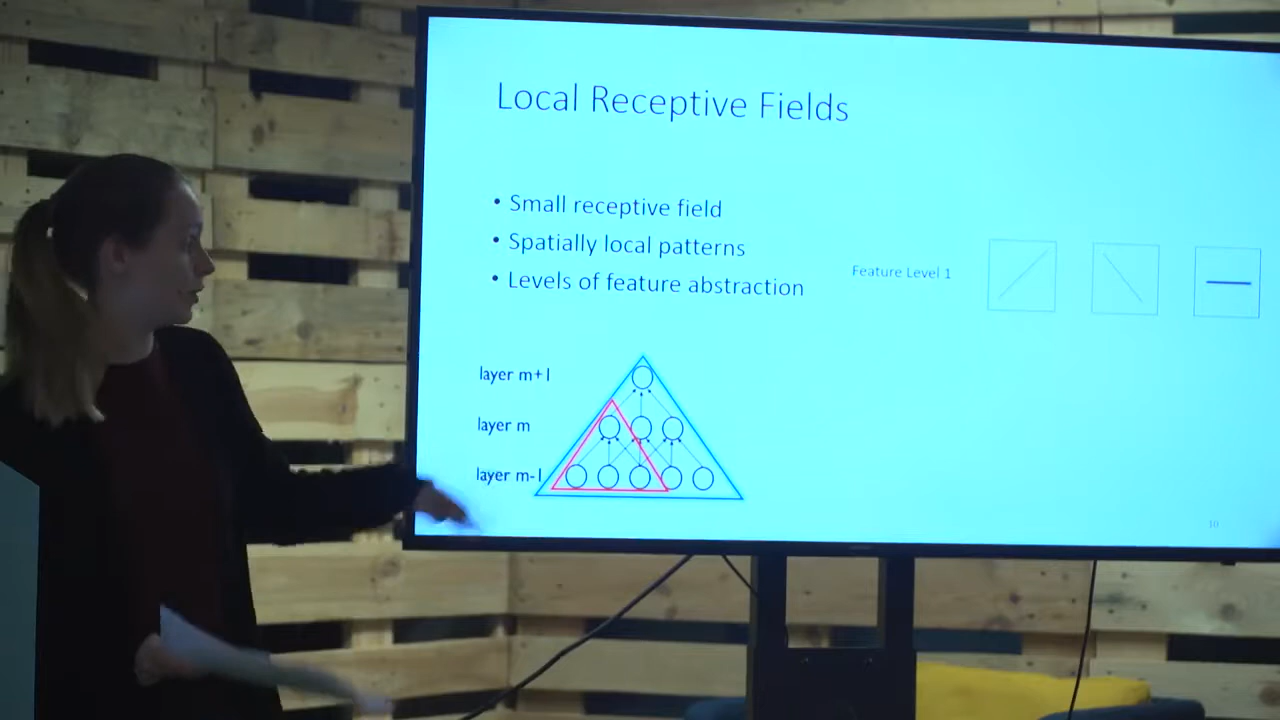 Local Receptive Fields
• Small receptive field
• Spatially local patterns
• Levels of feature abstraction
Feature Level 1
layer m+1
layer m
layer m-1
10